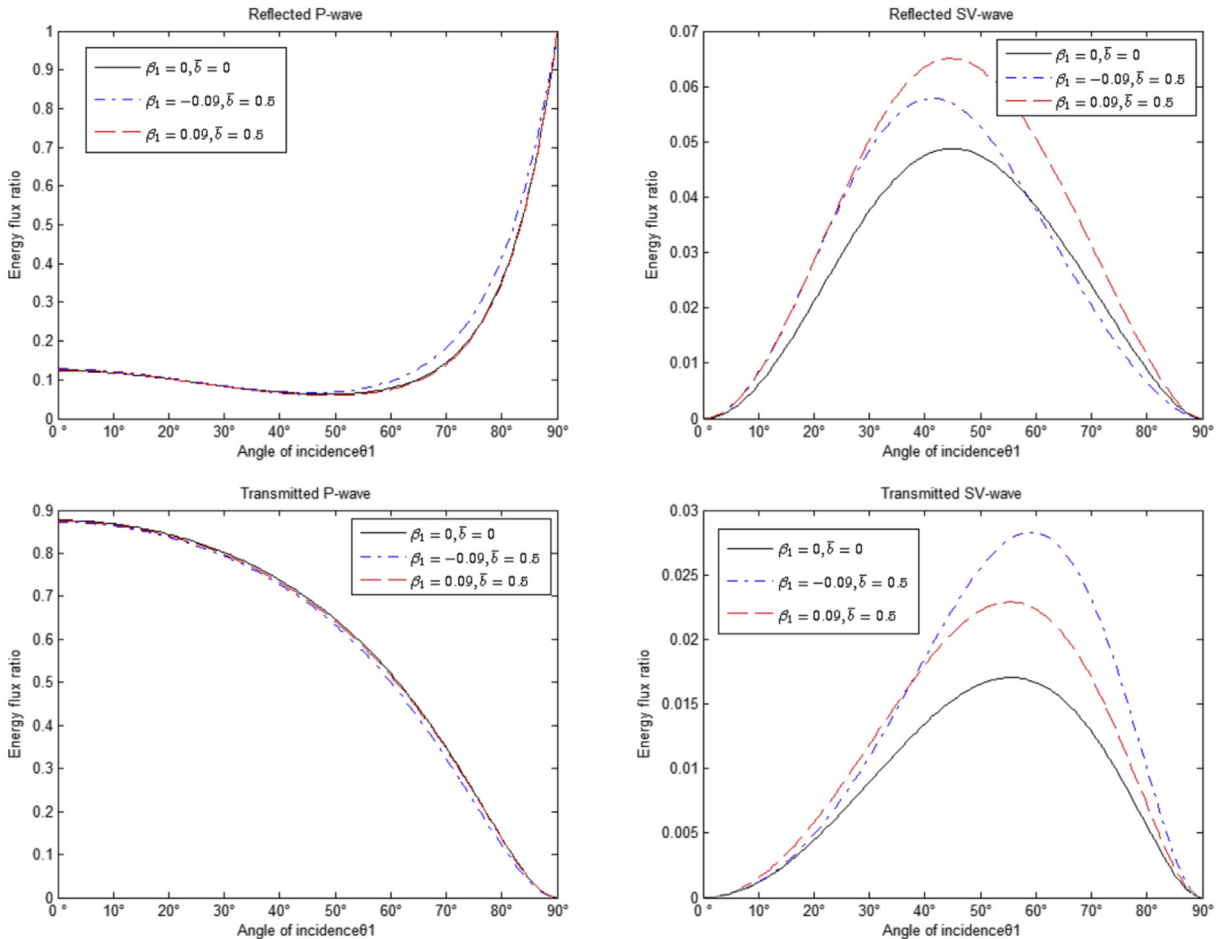 Reflected P-wave
1
0.9
0.8
0.7
0.6
0.5
0.4
0.3
0.2
0.1
0
Energy flux ratio
β₁ = 0, b̄ = 0
β₁ = −0.09, b̄ = 0.5
β₁ = 0.09, b̄ = 0.5
0 ° 10° 20° 30° 40° 50° 60° 70° 80° 90°
Angle of incidenceθ1
Reflected SV-wave
0.07
0.06
0.05
0.04
0.03
0.02
0.01
0
Energy flux ratio
β₁ = 0, b̄ = 0
β₁ = −0.09, b̄ = 0.5
β₁ = 0.09, b̄ = 0.5
0 ° 10° 20° 30° 40° 50° 60° 70° 80° 90°
Angle of incidenceθ1
Transmitted P-wave
0.9
0.8
0.7
0.6
0.5
0.4
0.3
0.2
0.1
0
Energy flux ratio
β₁ = 0, b̄ = 0
β₁ = −0.09, b̄ = 0.5
β₁ = 0.09, b̄ = 0.5
0 ° 10° 20° 30° 40° 50° 60° 70° 80° 90°
Angle of incidenceθ1
Transmitted SV-wave
0.03
0.025
0.02
0.015
0.01
0.005
0
Energy flux ratio
β₁ = 0, b̄ = 0
β₁ = −0.09, b̄ = 0.5
β₁ = 0.09, b̄ = 0.5
0 ° 10° 20° 30° 40° 50° 60° 70° 80° 90°
Angle of incidenceθ1